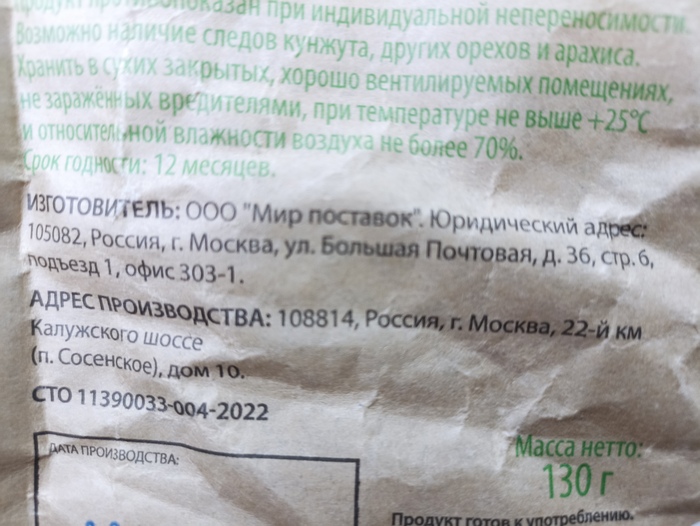 Продукт противопоказан при индивидуальной непереносимости.
Возможно наличие следов кунжута, других орехов и арахиса.
Хранить в сухих закрытых, хорошо вентилируемых помещениях,
не заражённых вредителями, при температуре не выше +25°С
и относительной влажности воздуха не более 70%.
Срок годности: 12 месяцев.
ИЗГОТОВИТЕЛЬ: ООО "Мир поставок". Юридический адрес:
105082, Россия, г. Москва, ул. Большая Почтовая, д. 36, стр. 6,
подъезд 1, офис 303-1.
АДРЕС ПРОИЗВОДСТВА: 108814, Россия, г. Москва, 22-й км
Калужского шоссе
(п. Сосенское), дом 10.
СТО 11390033-004-2022
ДАТА ПРОИЗВОДСТВА:
Масса нетто:
130 г
Продукт готов к употреблению.